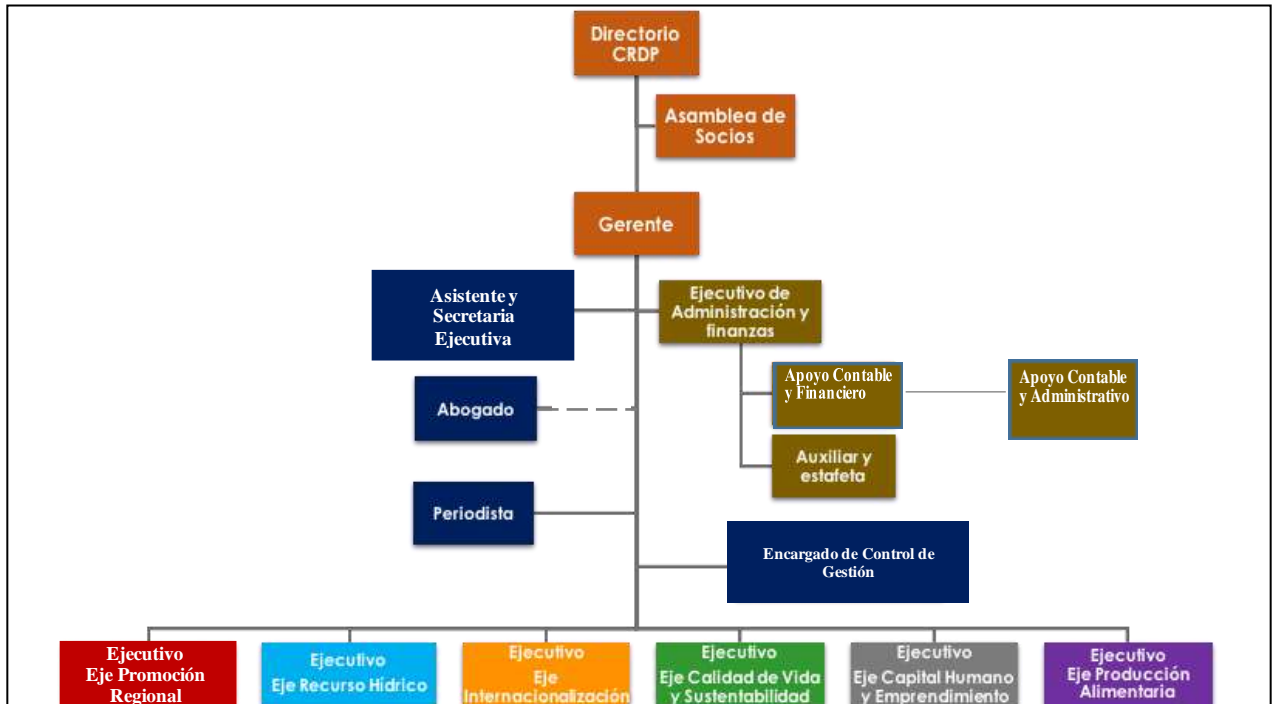 Directorio
CRDP
Asamblea de
Socios
Gerente
Asistente y
Secretaria
Ejecutiva
Ejecutivo de
Administración y
finanzas
Apoyo Contable
y Financiero
Apoyo Contable
y Administrativo
Abogado
Auxiliar y
estafeta
Periodista
Encargado de Control de
Gestión
Ejecutivo
Eje Promoción
Regional
Ejecutivo
Eje Recurso Hídrico
Ejecutivo
Eje
Internacionalización
Ejecutivo
Eje Calidad de Vida
y Sustentabilidad
Ejecutivo
Eje Capital Humano
y Emprendimiento
Ejecutivo
Eje Producción
Alimentaria